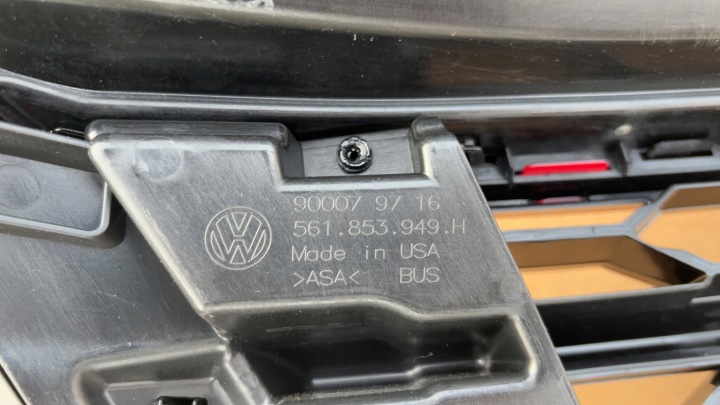 90007 97 16
561.853.949.H
Made in USA
>ASA< BUS